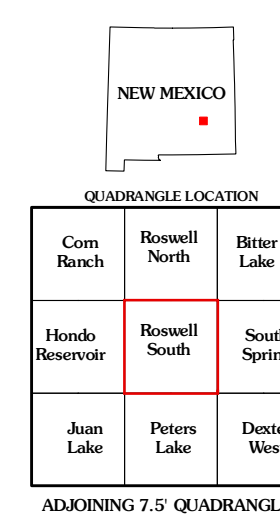 NEW MEXICO
QUADRANGLE LOCATION
Corn
Ranch
Roswell
North
Bitter
Lake
Hondo
Reservoir
Roswell
South
Juan
Lake
Peters
Lake
ADJOINING 7.5'